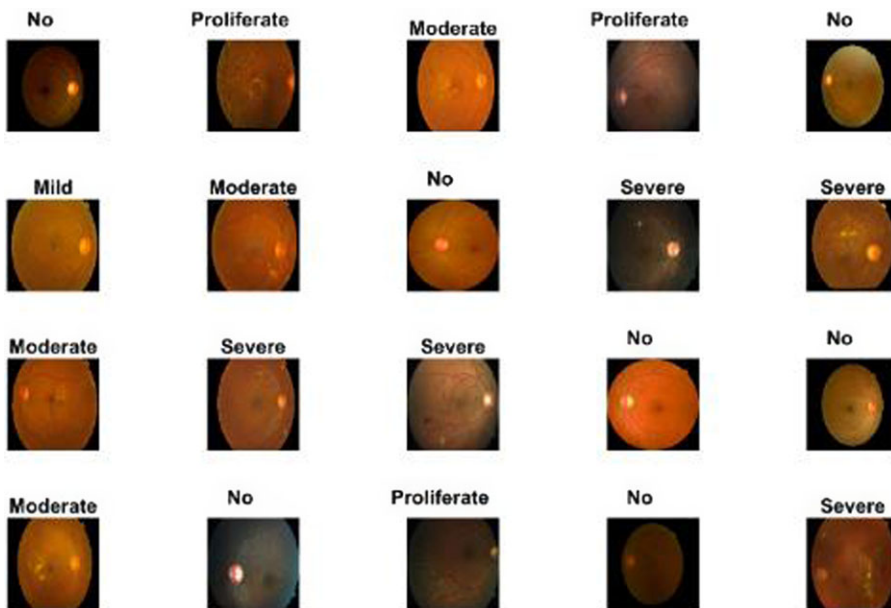 No Proliferate Moderate Proliferate No
Mild Moderate No Severe Severe
Moderate Severe Severe No No
Moderate No Proliferate No Severe